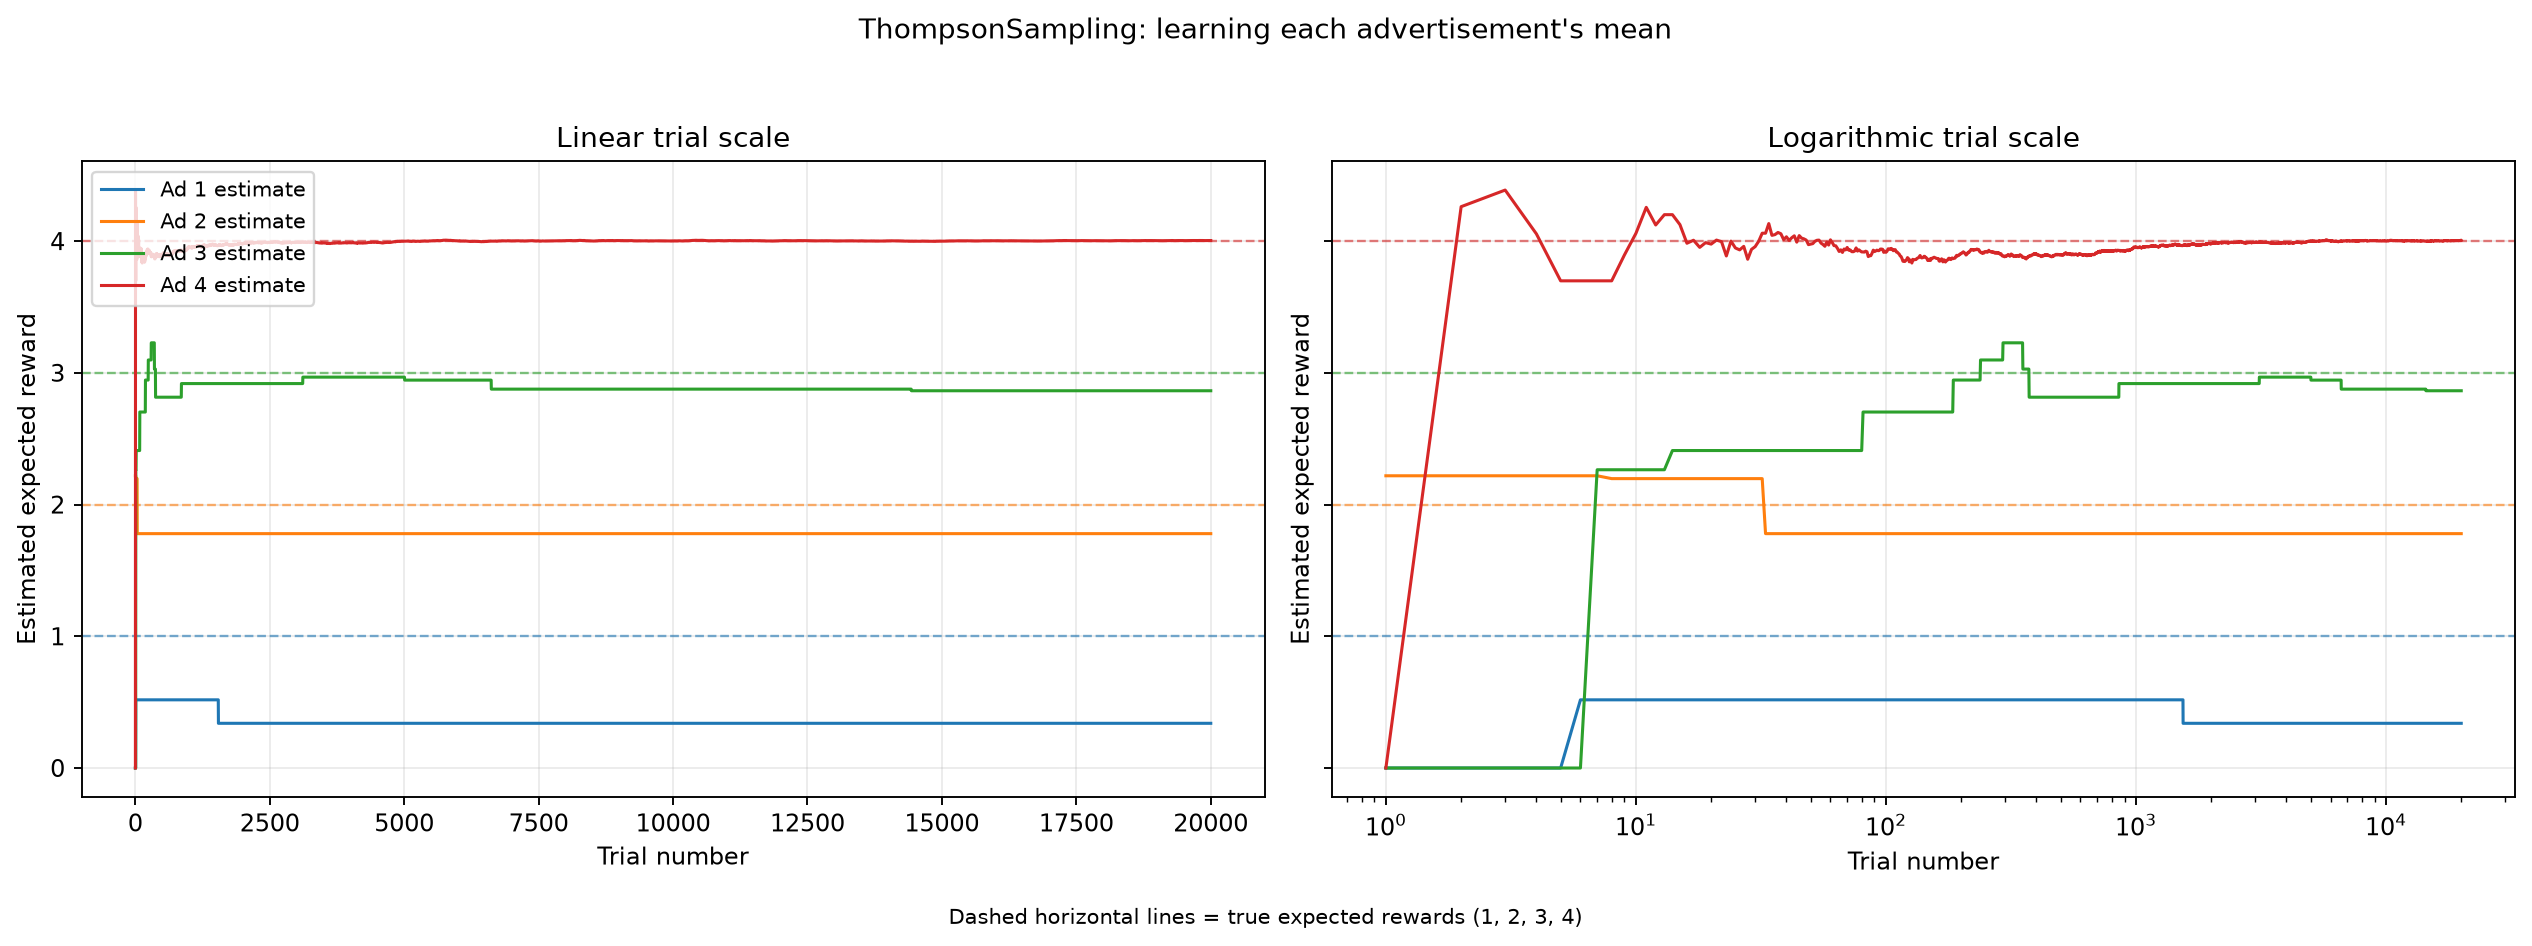 ThompsonSampling: learning each advertisement's mean
Linear trial scale
Ad 1 estimate
Ad 2 estimate
Ad 3 estimate
Ad 4 estimate
4
3
2
1
0
Estimated expected reward
0 2500 5000 7500 10000 12500 15000 17500 20000
Trial number
Logarithmic trial scale
Estimated expected reward
10⁰ 10¹ 10² 10³ 10⁴
Trial number
Dashed horizontal lines = true expected rewards (1, 2, 3, 4)